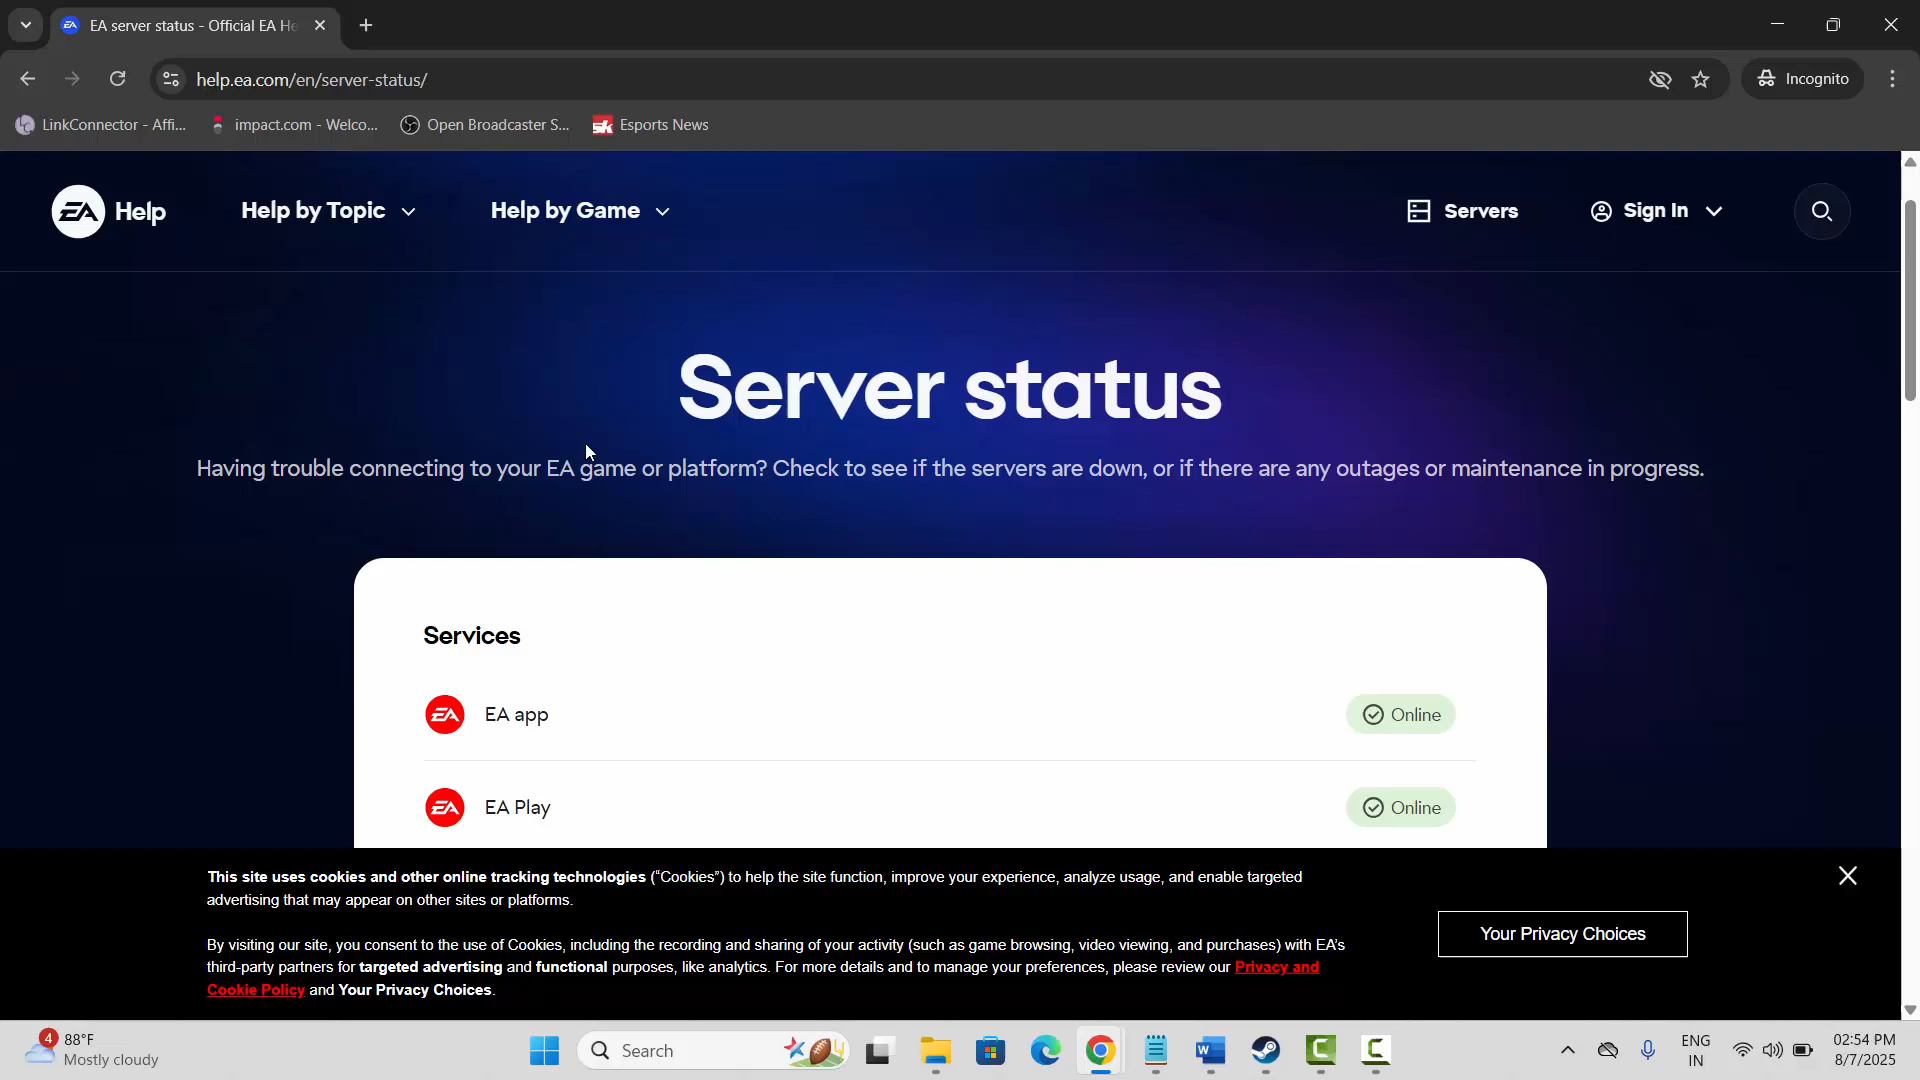 EA server status - Official EA He
help.ea.com/en/server-status/
Incognito
LinkConnector - Affi...
impact.com - Welco...
Open Broadcaster S...
Esports News
EA Help
Help by Topic
Help by Game
Servers
Sign In
Server status
Having trouble connecting to your EA game or platform? Check to see if the servers are down, or if there are any outages or maintenance in progress.
Services
EA app
Online
EA Play
Online
This site uses cookies and other online tracking technologies (“Cookies”) to help the site function, improve your experience, analyze usage, and enable targeted
advertising that may appear on other sites or platforms.
By visiting our site, you consent to the use of Cookies, including the recording and sharing of your activity (such as game browsing, video viewing, and purchases) with EA’s
third-party partners for targeted advertising and functional purposes, like analytics. For more details and to manage your preferences, please review our Privacy and
Cookie Policy and Your Privacy Choices.
Your Privacy Choices
4
88°F
Mostly cloudy
Search
ENG
IN
02:54 PM
8/7/2025